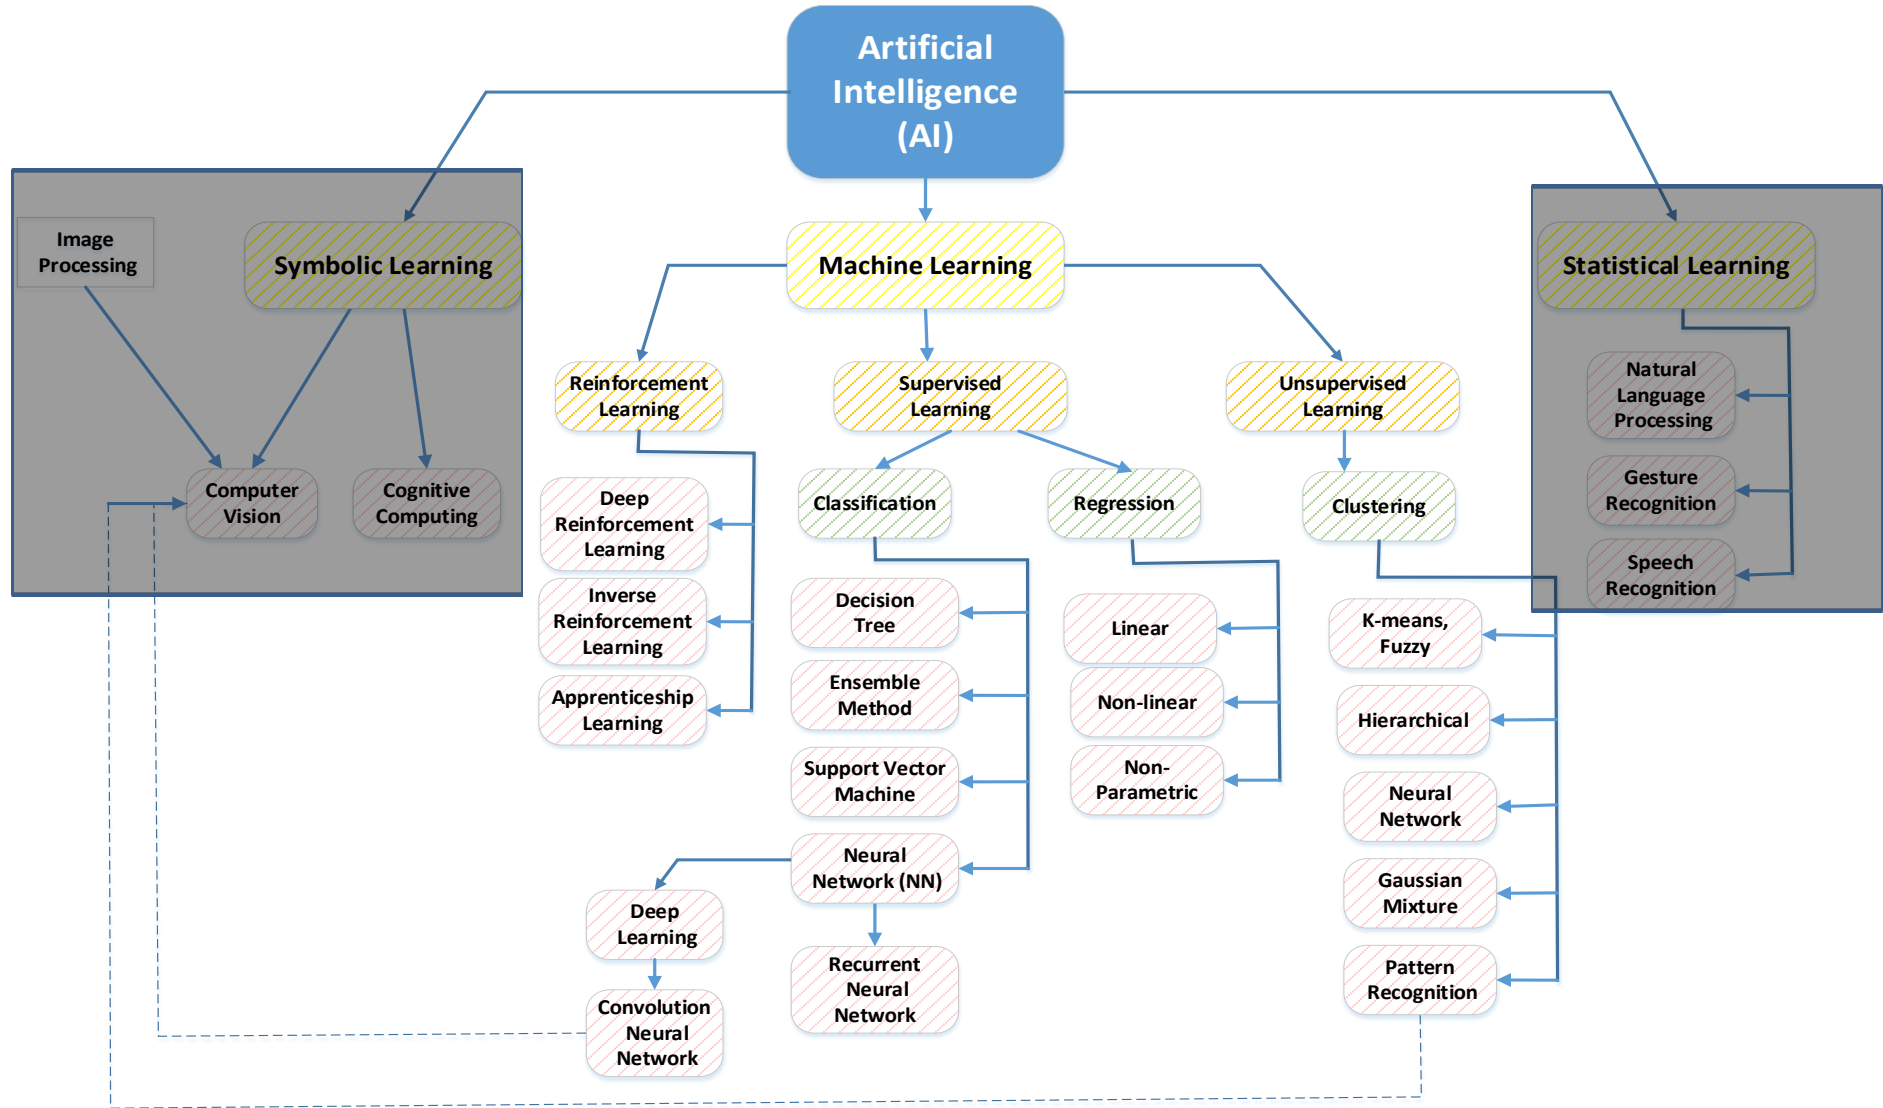 Artificial
Intelligence
(AI)
Image
Processing
Symbolic Learning
Machine Learning
Statistical Learning
Reinforcement
Learning
Supervised
Learning
Unsupervised
Learning
Natural
Language
Processing
Computer
Vision
Cognitive
Computing
Deep
Reinforcement
Learning
Classification
Regression
Clustering
Gesture
Recognition
Speech
Recognition
Inverse
Reinforcement
Learning
Decision
Tree
Linear
K-means,
Fuzzy
Apprenticeship
Learning
Ensemble
Method
Non-linear
Hierarchical
Support Vector
Machine
Non-
Parametric
Neural
Network
Neural
Network (NN)
Gaussian
Mixture
Deep
Learning
Recurrent
Neural
Network
Pattern
Recognition
Convolution
Neural
Network